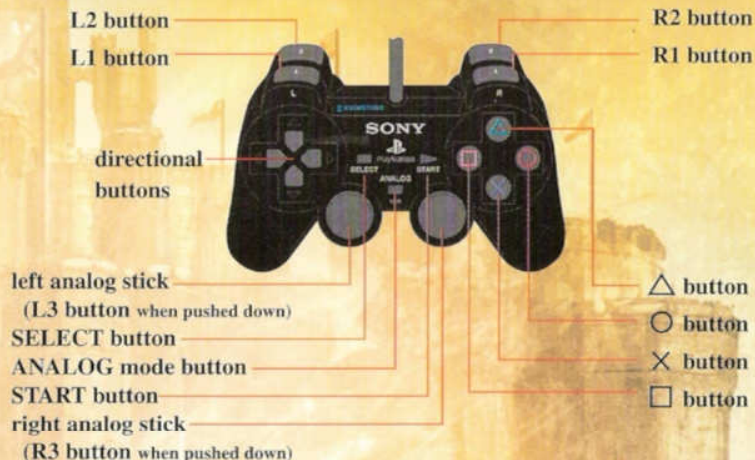 L2 button
L1 button
R2 button
R1 button
L
R
SONY
PlayStation
SELECT
START
ANALOG
directional
buttons
left analog stick
(L3 button when pushed down)
SELECT button
ANALOG mode button
START button
right analog stick
(R3 button when pushed down)
△ button
○ button
✕ button
□ button